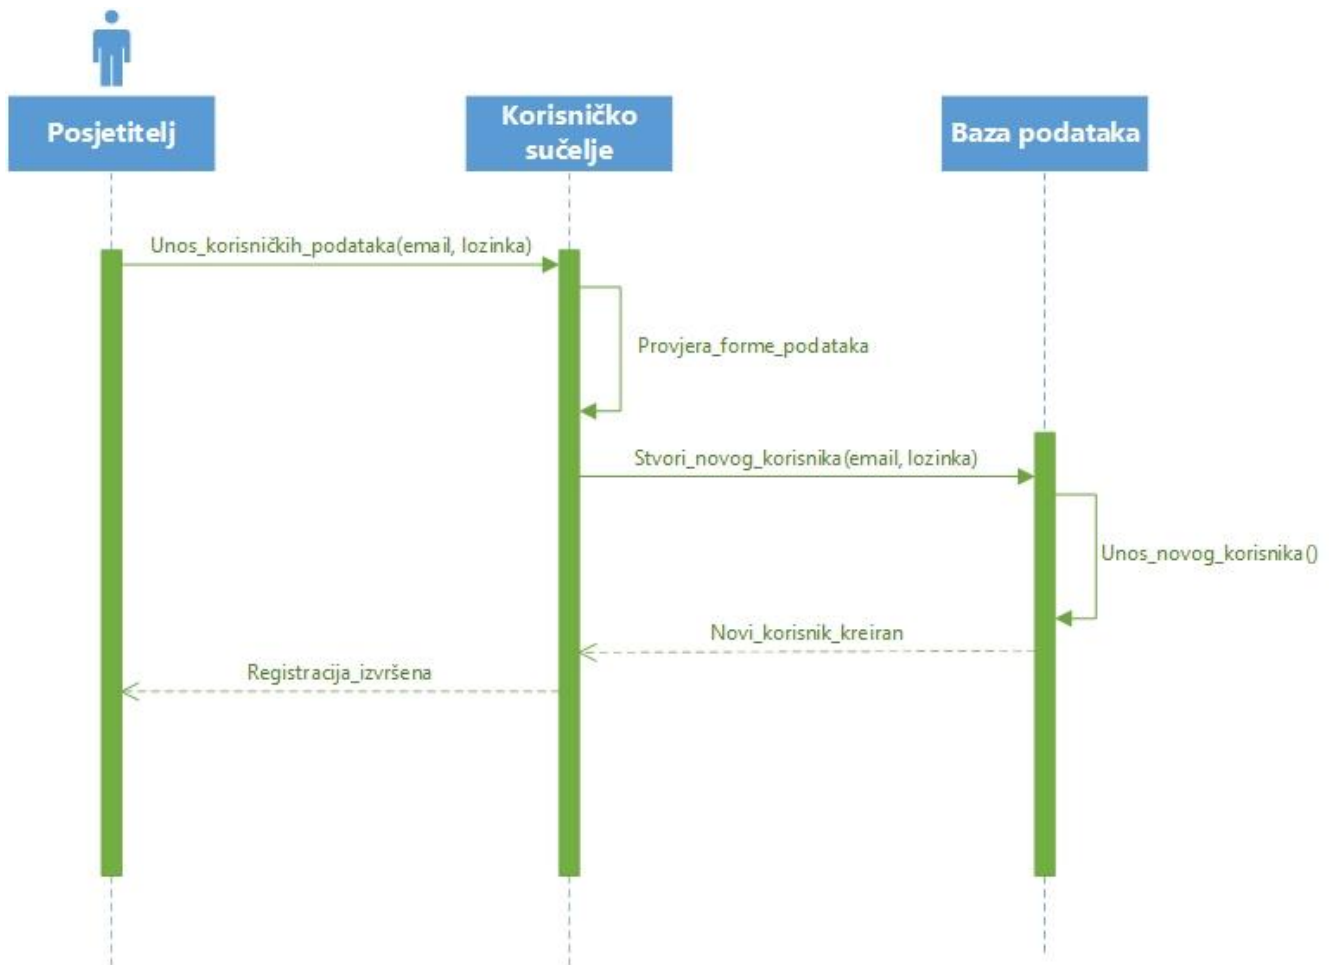 Posjetitelj
Korisničko
sučelje
Baza podataka
Unos_korisničkih_podataka(email, lozinka)
Provjera_forme_podataka
Stvori_novog_korisnika(email, lozinka)
Unos_novog_korisnika()
Novi_korisnik_kreiran
Registracija_izvršena